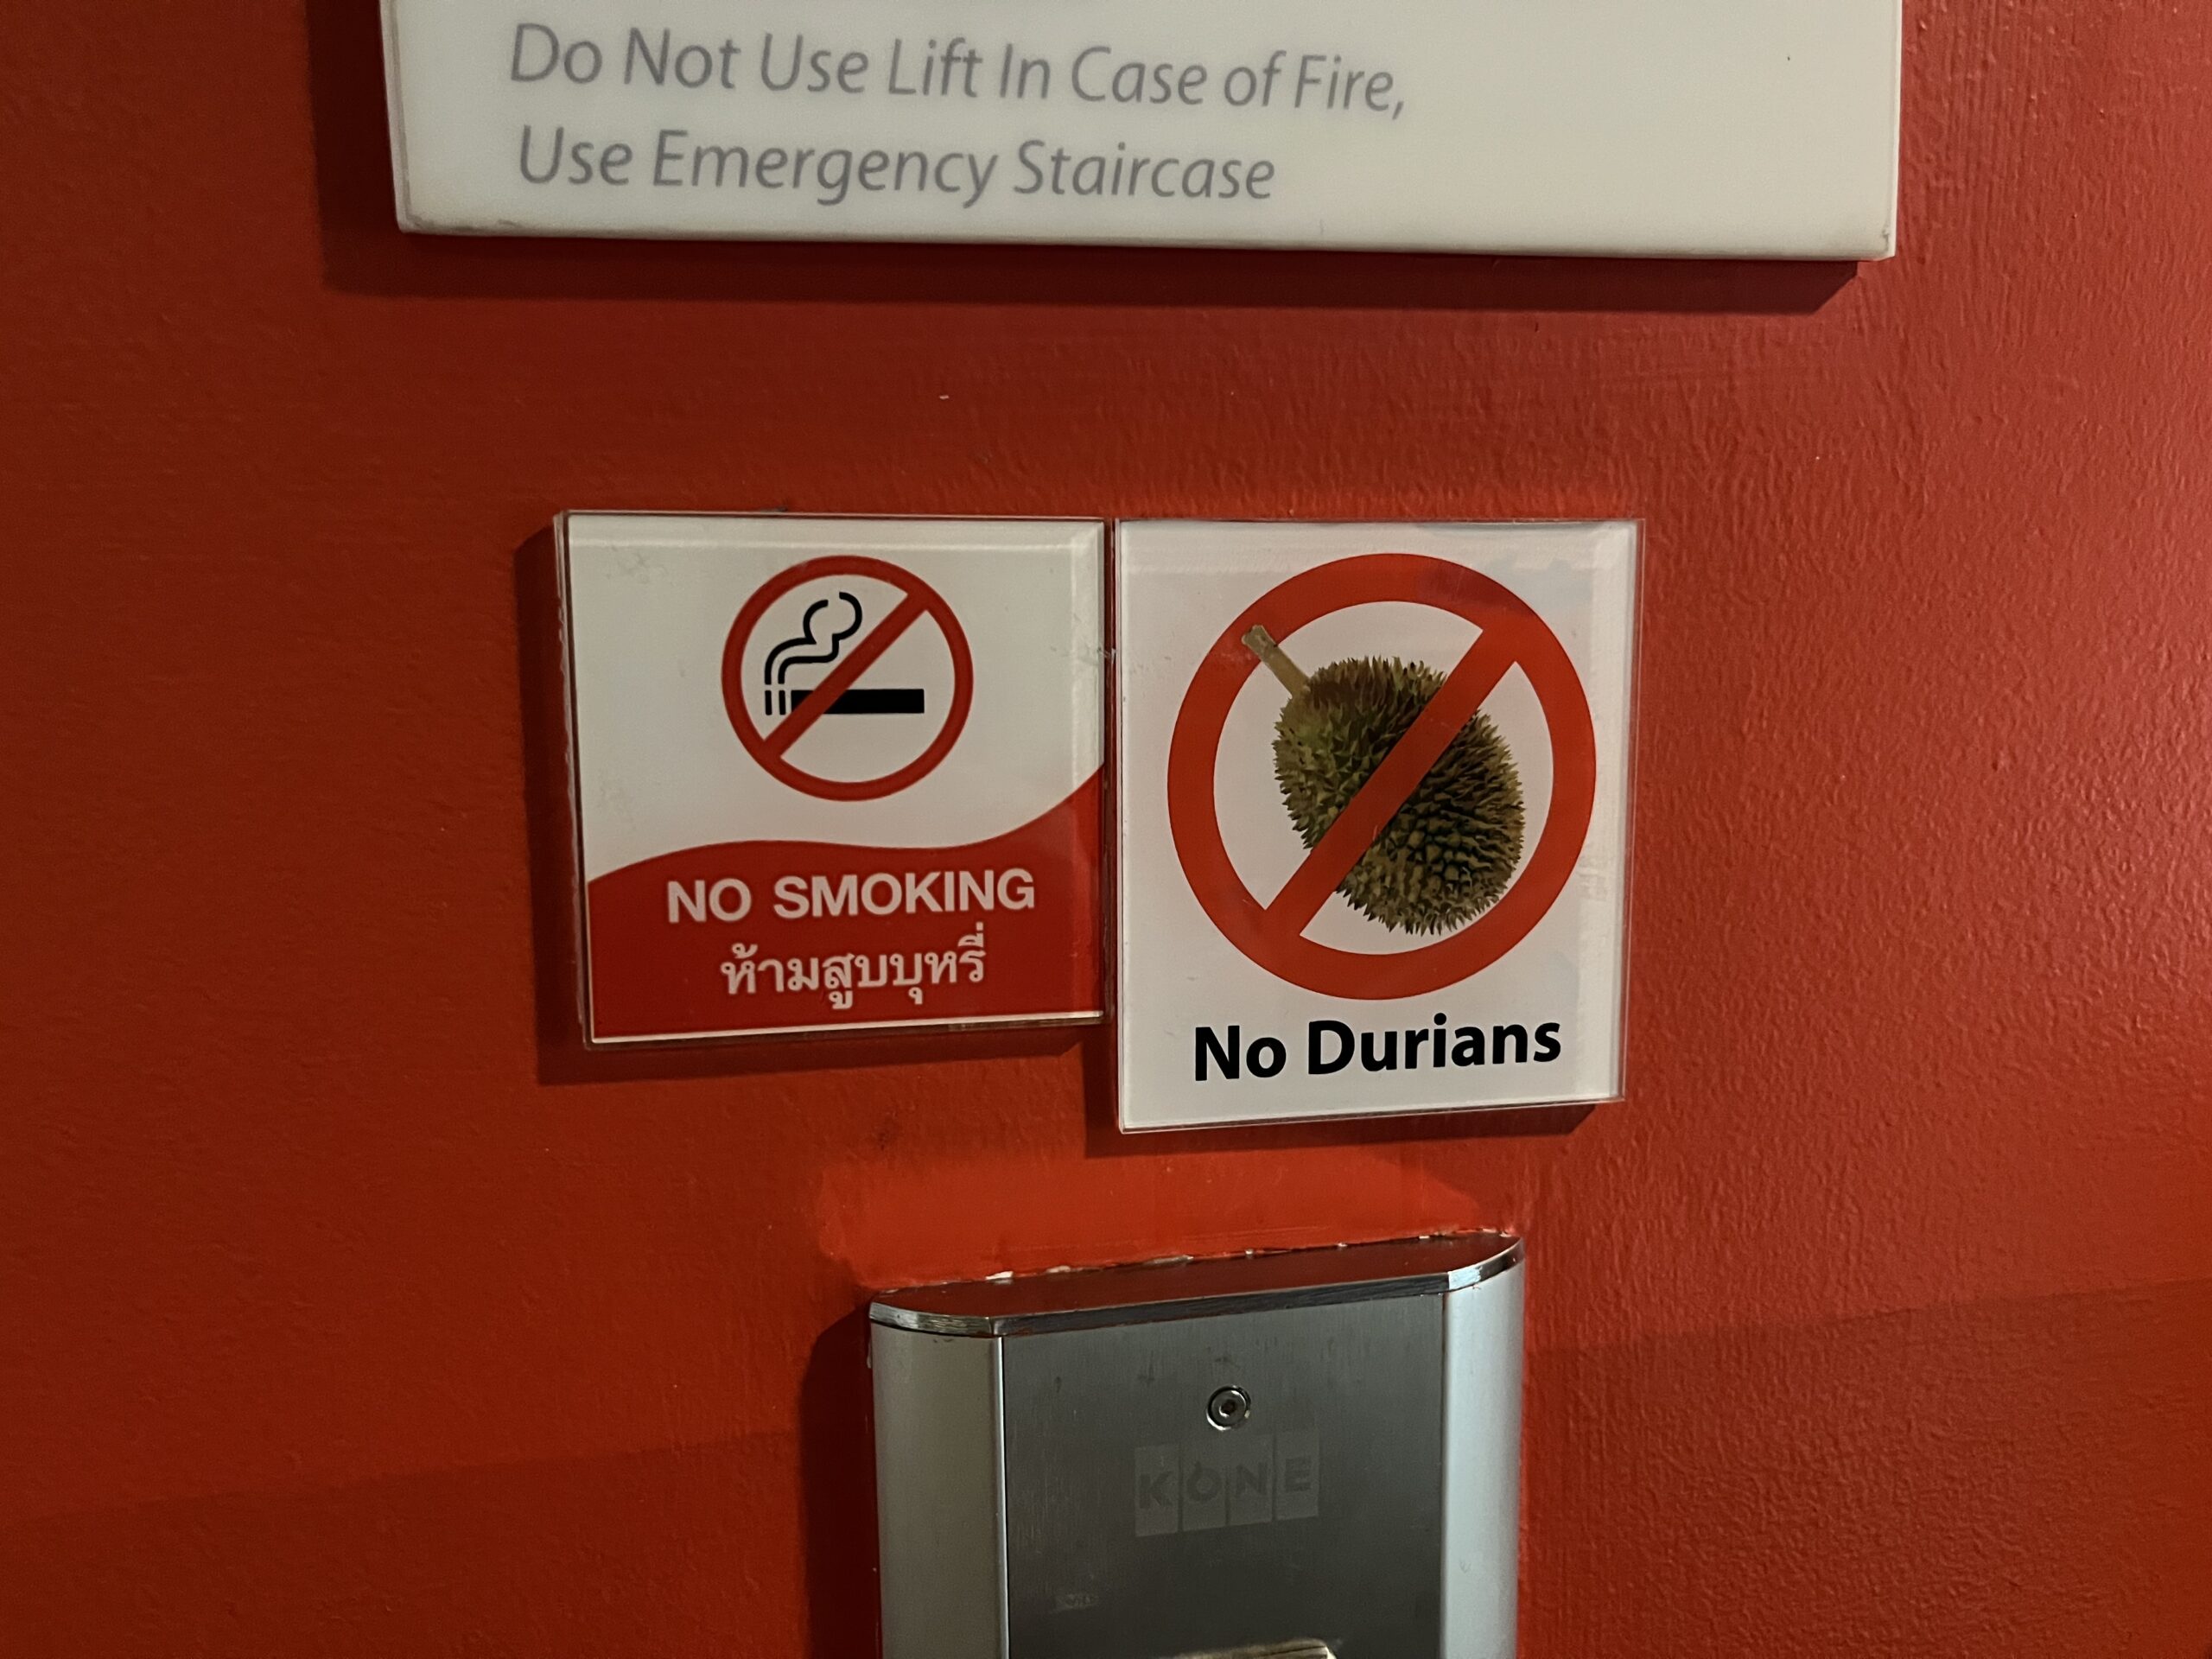 Do Not Use Lift In Case of Fire,
Use Emergency Staircase
NO SMOKING
ห้ามสูบบุหรี่
No Durians
KONE